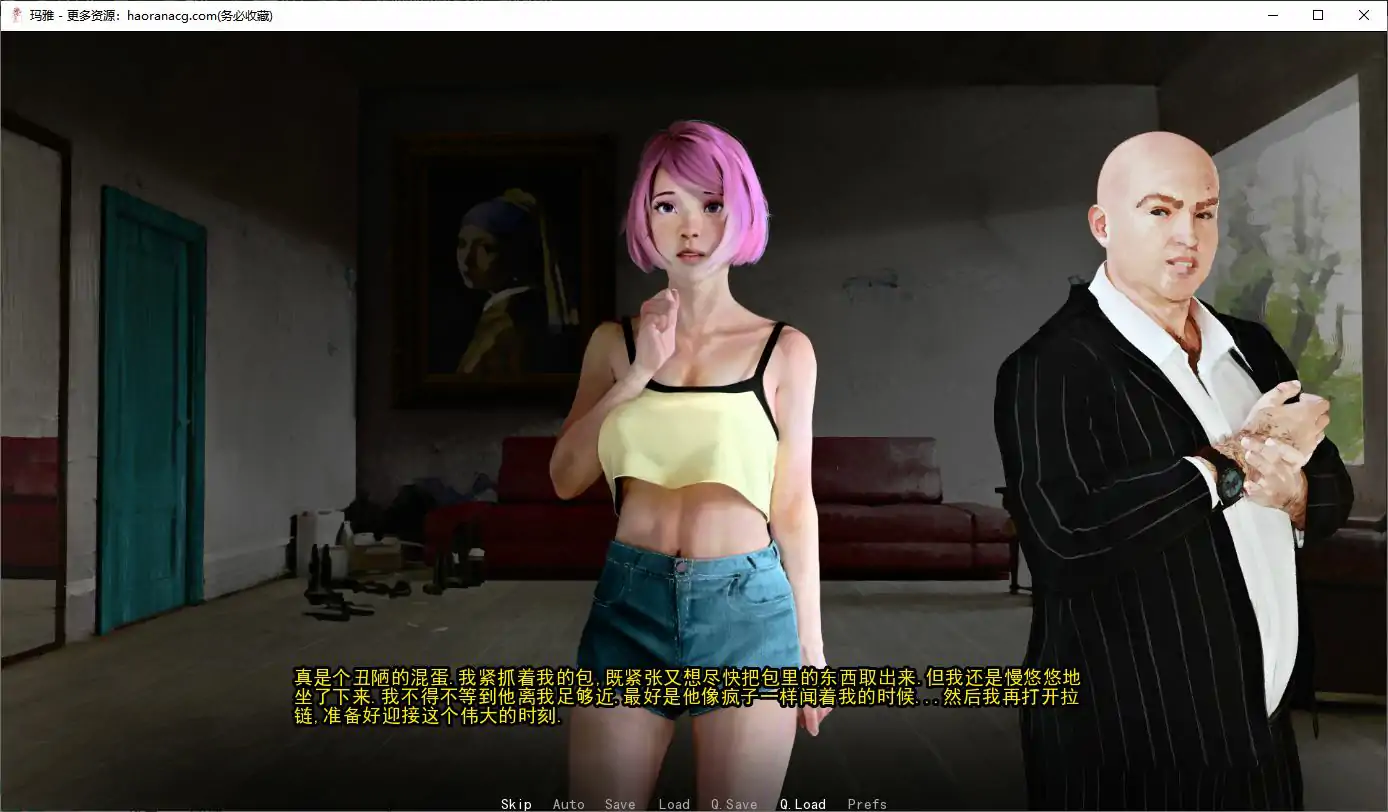 玛雅 - 更多资源：haoranacg.com(务必收藏)
真是个丑陋的混蛋.我紧抓着我的包,既紧张又想尽快把包里的东西取出来.但我还是慢悠悠地
坐了下来.我不得不等到他离我足够近.最好是他像疯子一样闻着我的时候...然后我再打开拉
链,准备好迎接这个伟大的时刻.
Skip Auto Save Load Q.Save Q.Load Prefs